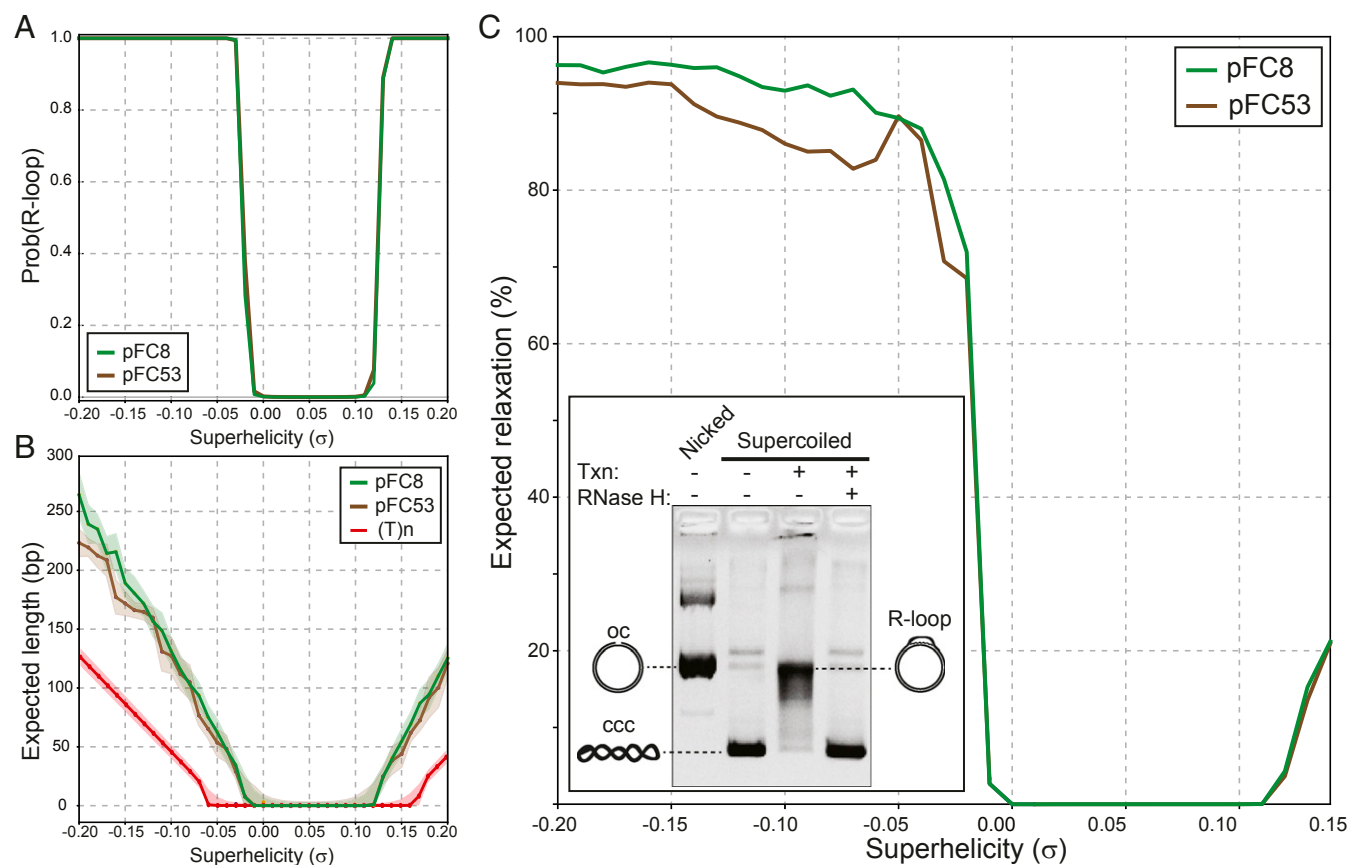 A
Prob(R-loop)
1.0
0.8
0.6
0.4
0.2
0.0
pFC8
pFC53
-0.20 -0.15 -0.10 -0.05 0.00 0.05 0.10 0.15 0.20
Superhelicity (σ)
B
Expected length (bp)
300
250
200
150
100
50
0
pFC8
pFC53
(T)n
-0.20 -0.15 -0.10 -0.05 0.00 0.05 0.10 0.15 0.20
Superhelicity (σ)
C
Expected relaxation (%)
100
80
60
40
20
pFC8
pFC53
Nicked
Supercoiled
Txn: - - + +
RNase H: - - - +
oc
R-loop
ccc
-0.20 -0.15 -0.10 -0.05 0.00 0.05 0.10 0.15
Superhelicity (σ)